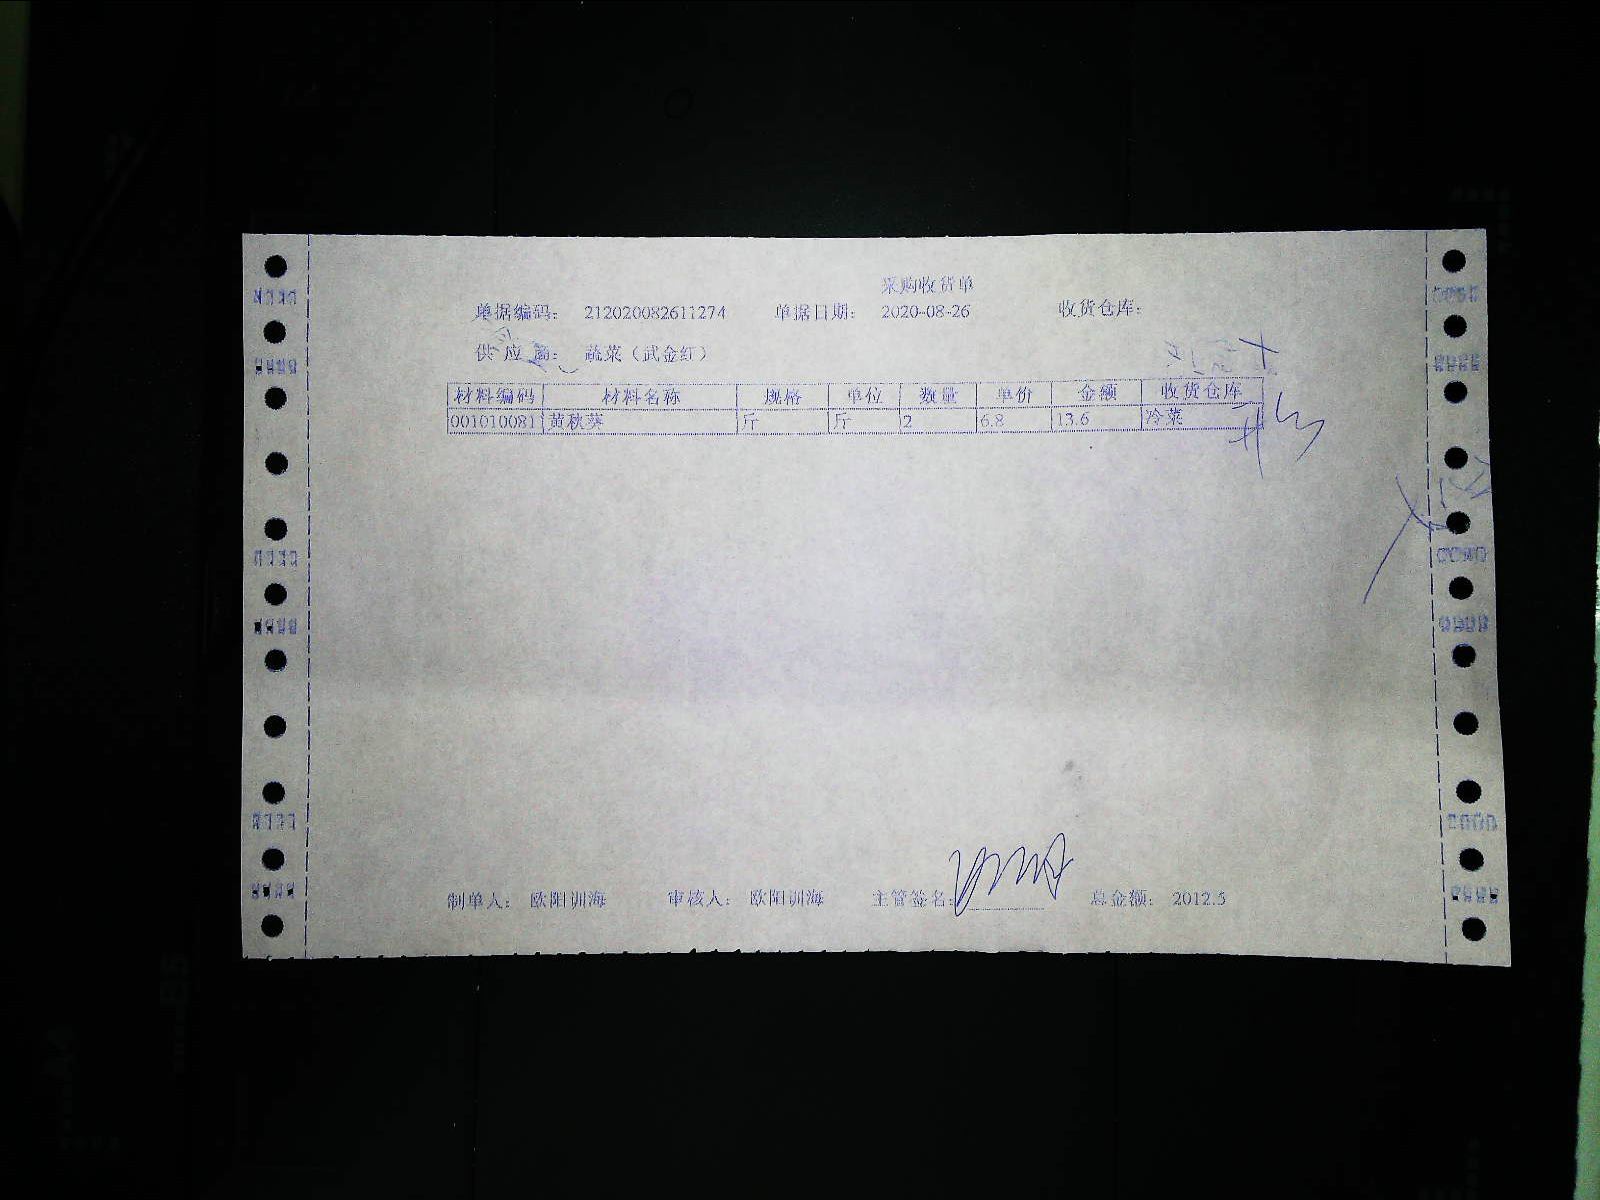 采购收货单
单据编码: 212020082611274 单据日期: 2020-08-26 收货仓库:
供应商: 蔬菜（武金红）
材料编码 材料名称 规格 单位 数量 单价 金额 收货仓库
001010081 黄秋葵 斤 斤 2 6.8 13.6 冷菜
制单人: 欧阳训海 审核人: 欧阳训海 主管签名: 总金额: 2012.5